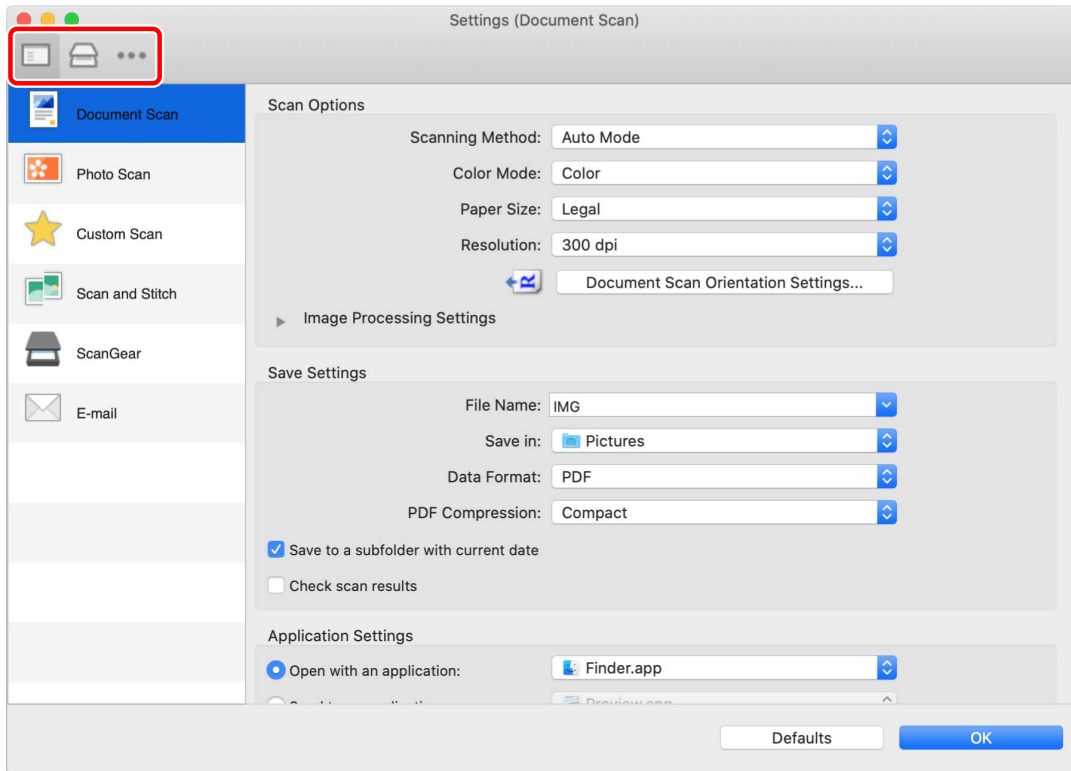 Settings (Document Scan)
Document Scan
Photo Scan
Custom Scan
Scan and Stitch
ScanGear
E-mail
Scan Options
Scanning Method: Auto Mode
Color Mode: Color
Paper Size: Legal
Resolution: 300 dpi
R
Document Scan Orientation Settings...
Image Processing Settings
Save Settings
File Name: IMG
Save in: Pictures
Data Format: PDF
PDF Compression: Compact
Save to a subfolder with current date
Check scan results
Application Settings
Open with an application: Finder.app
Preview.app
Defaults
OK